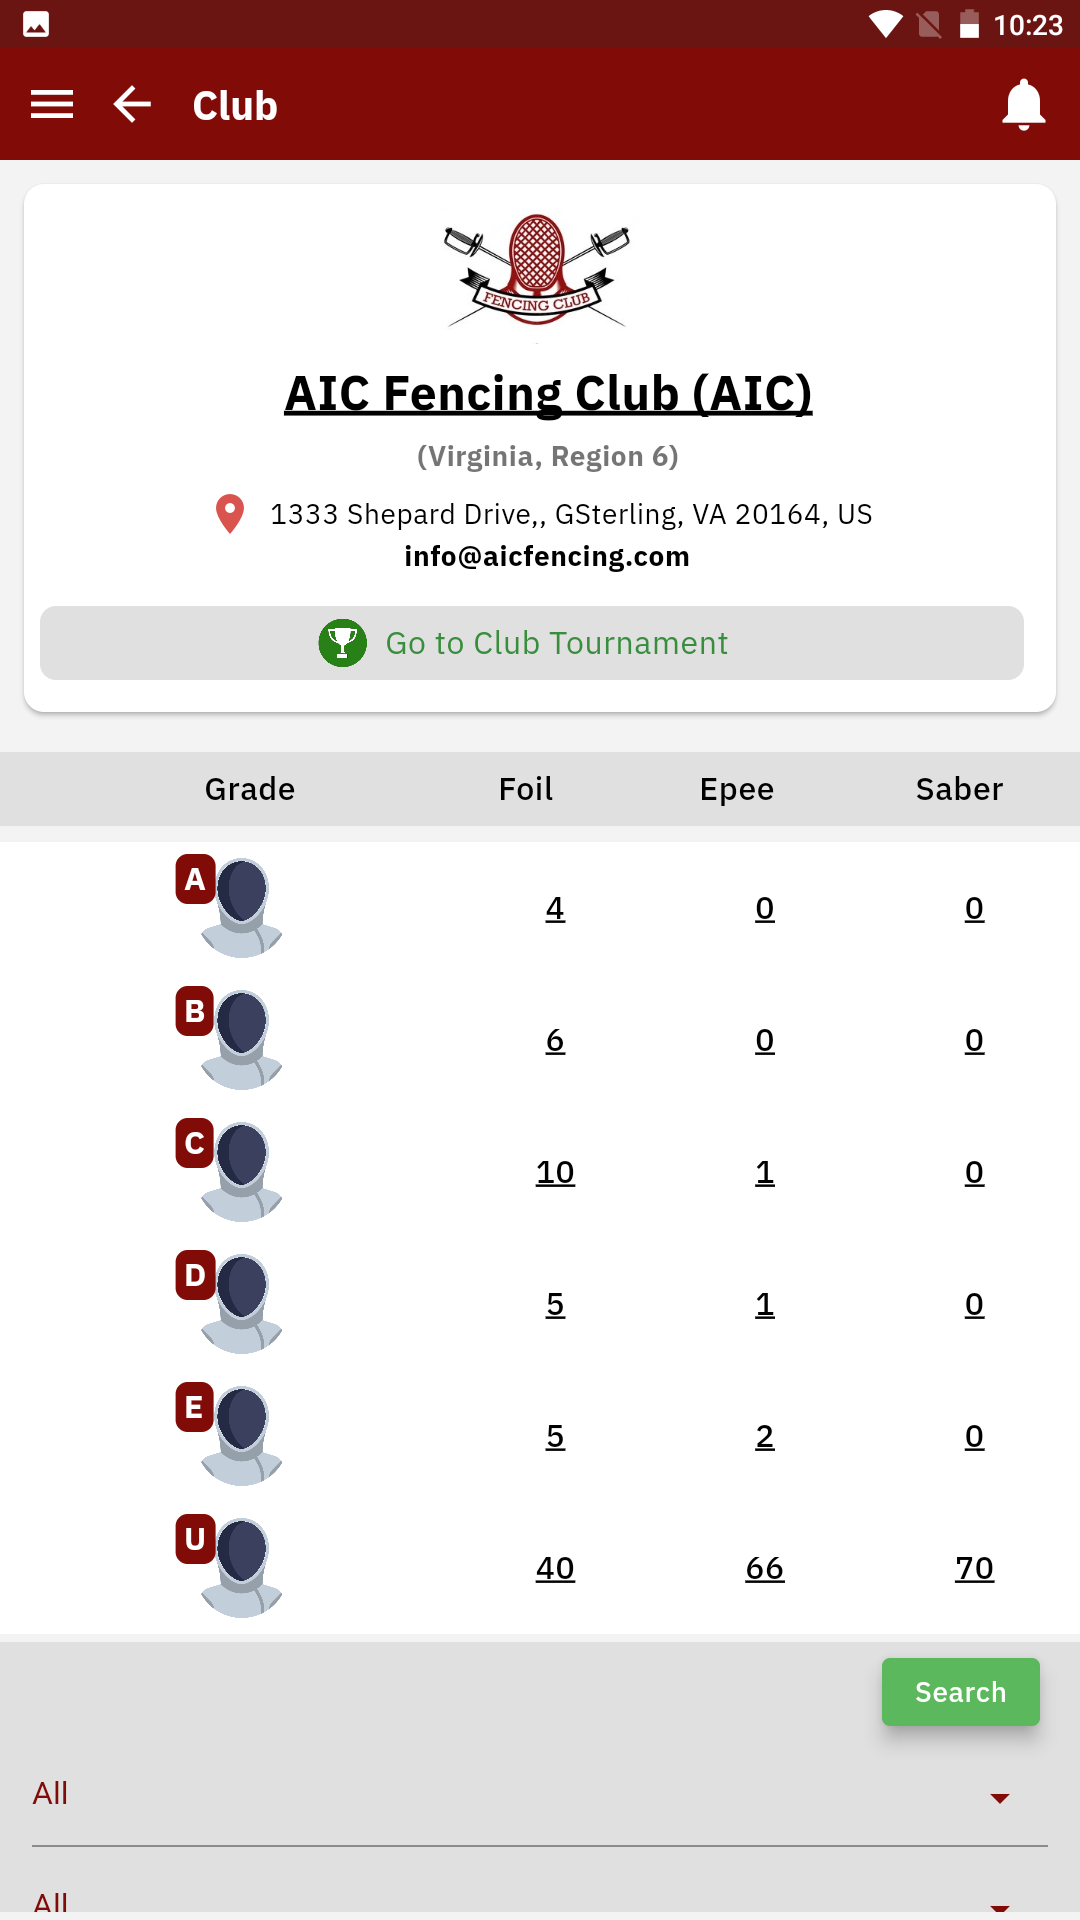 10:23
Club
FENCING CLUB
AIC Fencing Club (AIC)
(Virginia, Region 6)
1333 Shepard Drive,, GSterling, VA 20164, US
info@aicfencing.com
Go to Club Tournament
Grade Foil Epee Saber
A 4 0 0
B 6 0 0
C 10 1 0
D 5 1 0
E 5 2 0
U 40 66 70
Search
All
All